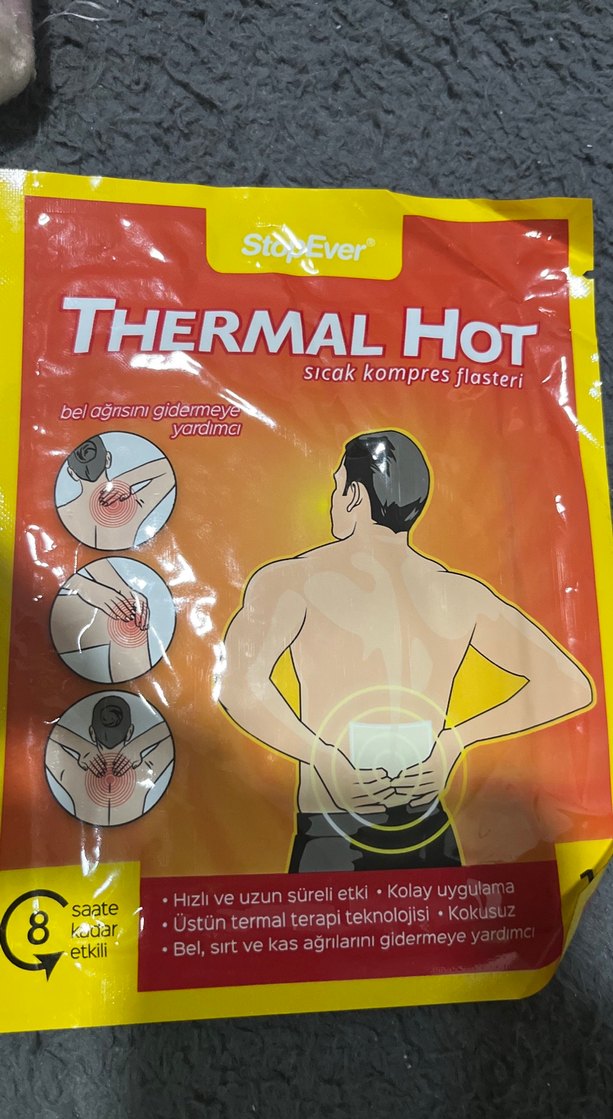 StopEver®
THERMAL HOT
sıcak kompres flasteri
bel ağrısını gidermeye
yardımcı
8
saate
kadar
etkili
• Hızlı ve uzun süreli etki • Kolay uygulama
• Üstün termal terapi teknolojisi • Kokusuz
• Bel, sırt ve kas ağrılarını gidermeye yardımcı